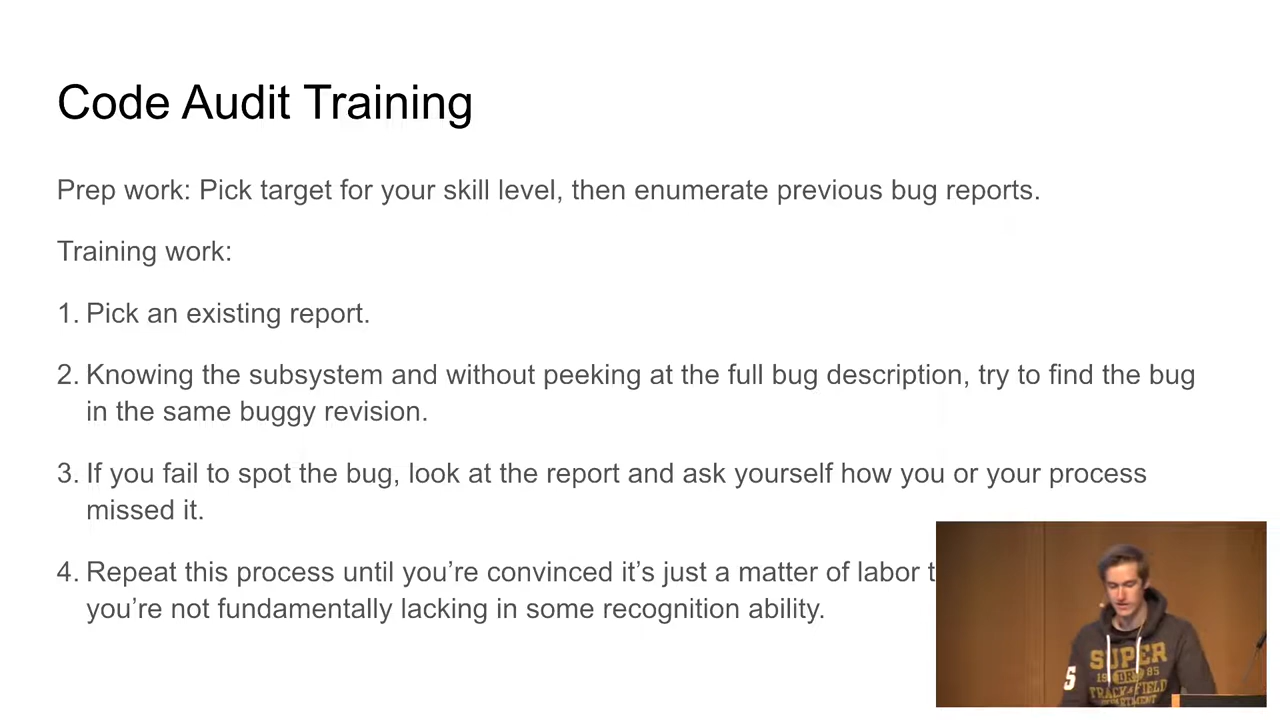 Code Audit Training
Prep work: Pick target for your skill level, then enumerate previous bug reports.
Training work:
1. Pick an existing report.
2. Knowing the subsystem and without peeking at the full bug description, try to find the bug
in the same buggy revision.
3. If you fail to spot the bug, look at the report and ask yourself how you or your process
missed it.
4. Repeat this process until you’re convinced it’s just a matter of labor
you’re not fundamentally lacking in some recognition ability.
SUPER
19 DRY 85
TRACK & FIELD
DEPARTMENT
S